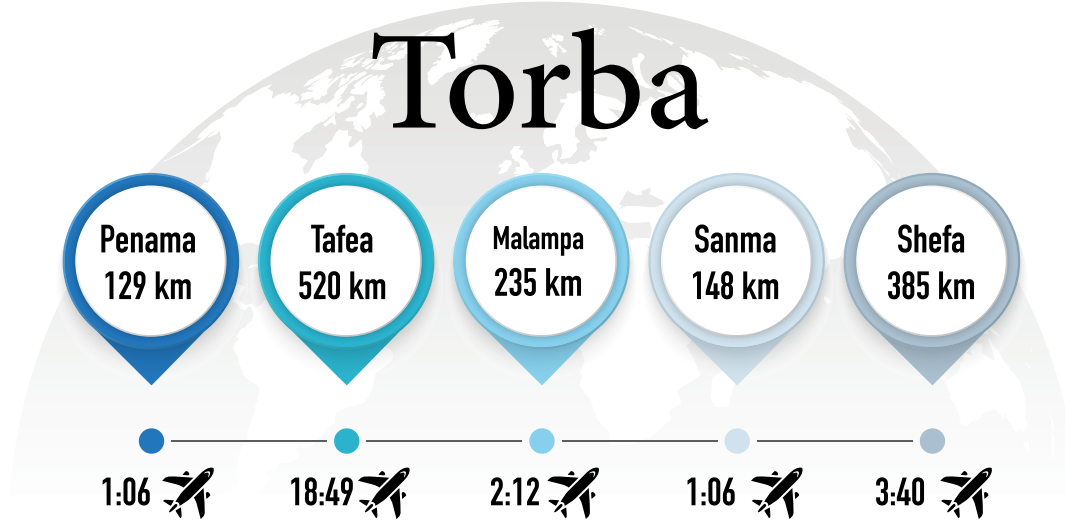 Torba
Penama
129 km
Tafea
520 km
Malampa
235 km
Sanma
148 km
Shefa
385 km
1:06
18:49
2:12
1:06
3:40